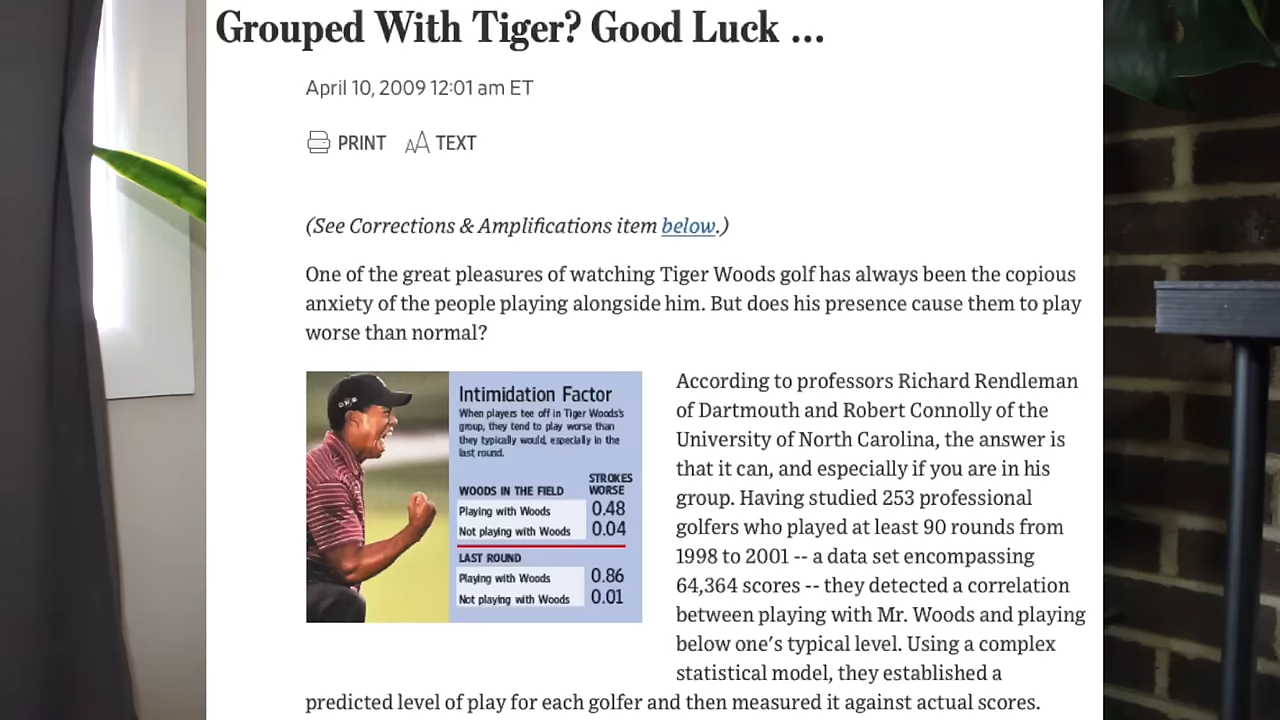 Grouped With Tiger? Good Luck ...
April 10, 2009 12:01 am ET
PRINT
AA TEXT
(See Corrections & Amplifications item below.)
One of the great pleasures of watching Tiger Woods golf has always been the copious
anxiety of the people playing alongside him. But does his presence cause them to play
worse than normal?
Intimidation Factor
When players tee off in Tiger Woods's
group, they tend to play worse than
they typically would, especially in the
last round.
STROKES
WOODS IN THE FIELD WORSE
Playing with Woods 0.48
Not playing with Woods 0.04
LAST ROUND
Playing with Woods 0.86
Not playing with Woods 0.01
According to professors Richard Rendleman
of Dartmouth and Robert Connolly of the
University of North Carolina, the answer is
that it can, and especially if you are in his
group. Having studied 253 professional
golfers who played at least 90 rounds from
1998 to 2001 -- a data set encompassing
64,364 scores -- they detected a correlation
between playing with Mr. Woods and playing
below one's typical level. Using a complex
statistical model, they established a
predicted level of play for each golfer and then measured it against actual scores.